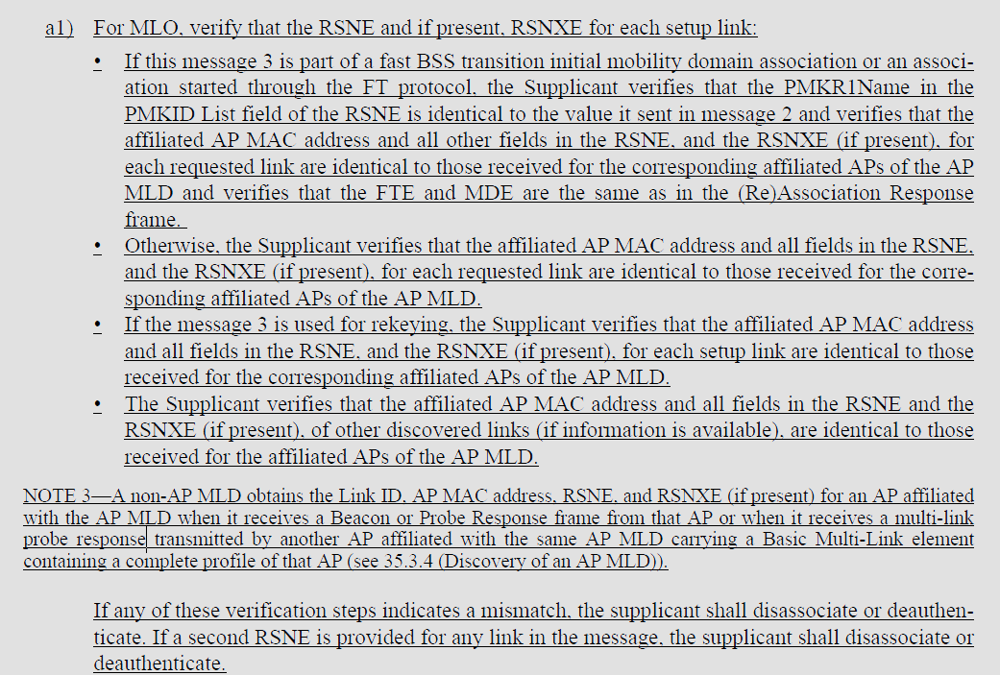 a1) For MLO, verify that the RSNE and if present, RSNXE for each setup link:
• If this message 3 is part of a fast BSS transition initial mobility domain association or an associ-
ation started through the FT protocol, the Supplicant verifies that the PMKR1Name in the
PMKID List field of the RSNE is identical to the value it sent in message 2 and verifies that the
affiliated AP MAC address and all other fields in the RSNE, and the RSNXE (if present), for
each requested link are identical to those received for the corresponding affiliated APs of the AP
MLD and verifies that the FTE and MDE are the same as in the (Re)Association Response
frame.
• Otherwise, the Supplicant verifies that the affiliated AP MAC address and all fields in the RSNE,
and the RSNXE (if present), for each requested link are identical to those received for the corre-
sponding affiliated APs of the AP MLD.
• If the message 3 is used for rekeying, the Supplicant verifies that the affiliated AP MAC address
and all fields in the RSNE, and the RSNXE (if present), for each setup link are identical to those
received for the corresponding affiliated APs of the AP MLD.
• The Supplicant verifies that the affiliated AP MAC address and all fields in the RSNE and the
RSNXE (if present), of other discovered links (if information is available), are identical to those
received for the affiliated APs of the AP MLD.
NOTE 3—A non-AP MLD obtains the Link ID, AP MAC address, RSNE, and RSNXE (if present) for an AP affiliated
with the AP MLD when it receives a Beacon or Probe Response frame from that AP or when it receives a multi-link
probe response transmitted by another AP affiliated with the same AP MLD carrying a Basic Multi-Link element
containing a complete profile of that AP (see 35.3.4 (Discovery of an AP MLD)).
If any of these verification steps indicates a mismatch, the supplicant shall disassociate or deauthen-
ticate. If a second RSNE is provided for any link in the message, the supplicant shall disassociate or
deauthenticate.